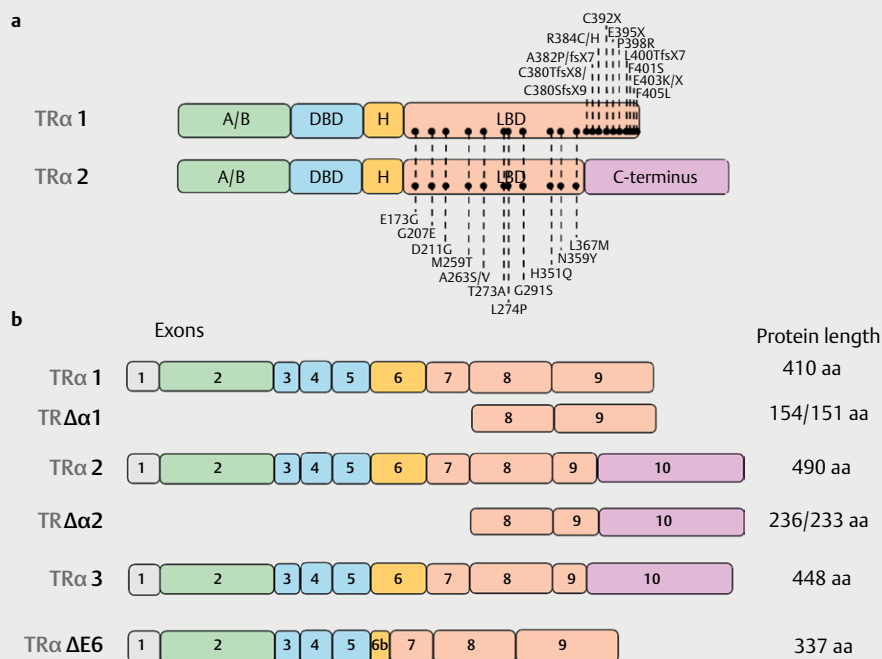 a
C392X
E395X
R384C/H
P398R
A382P/fsX7
L400TfsX7
C380TfsX8/
F401S
C380SfsX9
E403K/X
F405L
TRα 1
A/B DBD H LBD
TRα 2
A/B DBD H LBD C-terminus
E173G
G207E
D211G
L367M
M259T
N359Y
A263S/V
H351Q
T273A
G291S
L274P
b
Exons
Protein length
TRα 1 1 2 3 4 5 6 7 8 9 410 aa
TRΔα1 8 9 154/151 aa
TRα 2 1 2 3 4 5 6 7 8 9 10 490 aa
TRΔα2 8 9 10 236/233 aa
TRα 3 1 2 3 4 5 6 7 8 9 10 448 aa
TRα ΔE6 1 2 3 4 5 6b 7 8 9 337 aa